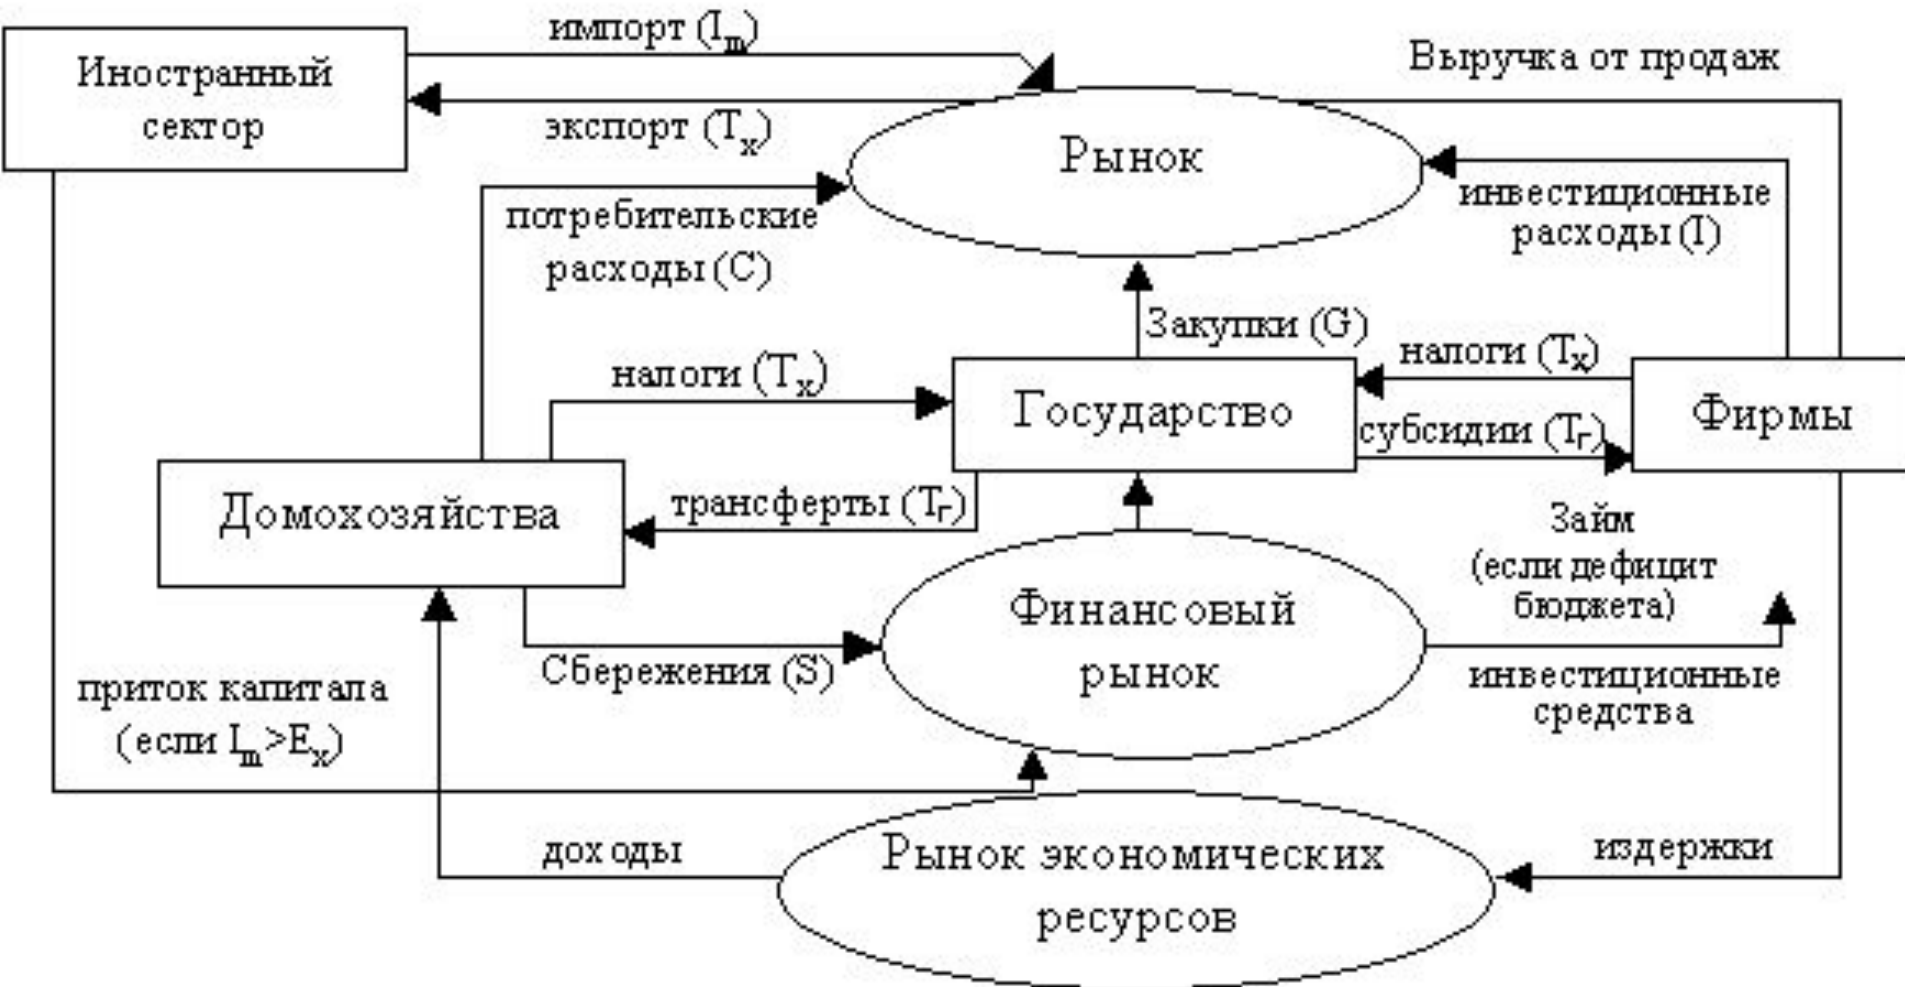 импорт (Im)
Иностранный
сектор
экспорт (Tx)
Выручка от продаж
Рынок
потребительские
расходы (C)
инвестиционные
расходы (I)
Закупки (G)
налоги (Tx)
налоги (Tx)
Государство
Фирмы
субсидии (Tr)
Домохозяйства
трансферты (Tr)
Займ
(если дефицит
бюджета)
Финансовый
рынок
Сбережения (S)
инвестиционные
средства
приток капитала
(если Im>Ex)
доходы
Рынок экономических
ресурсов
издержки